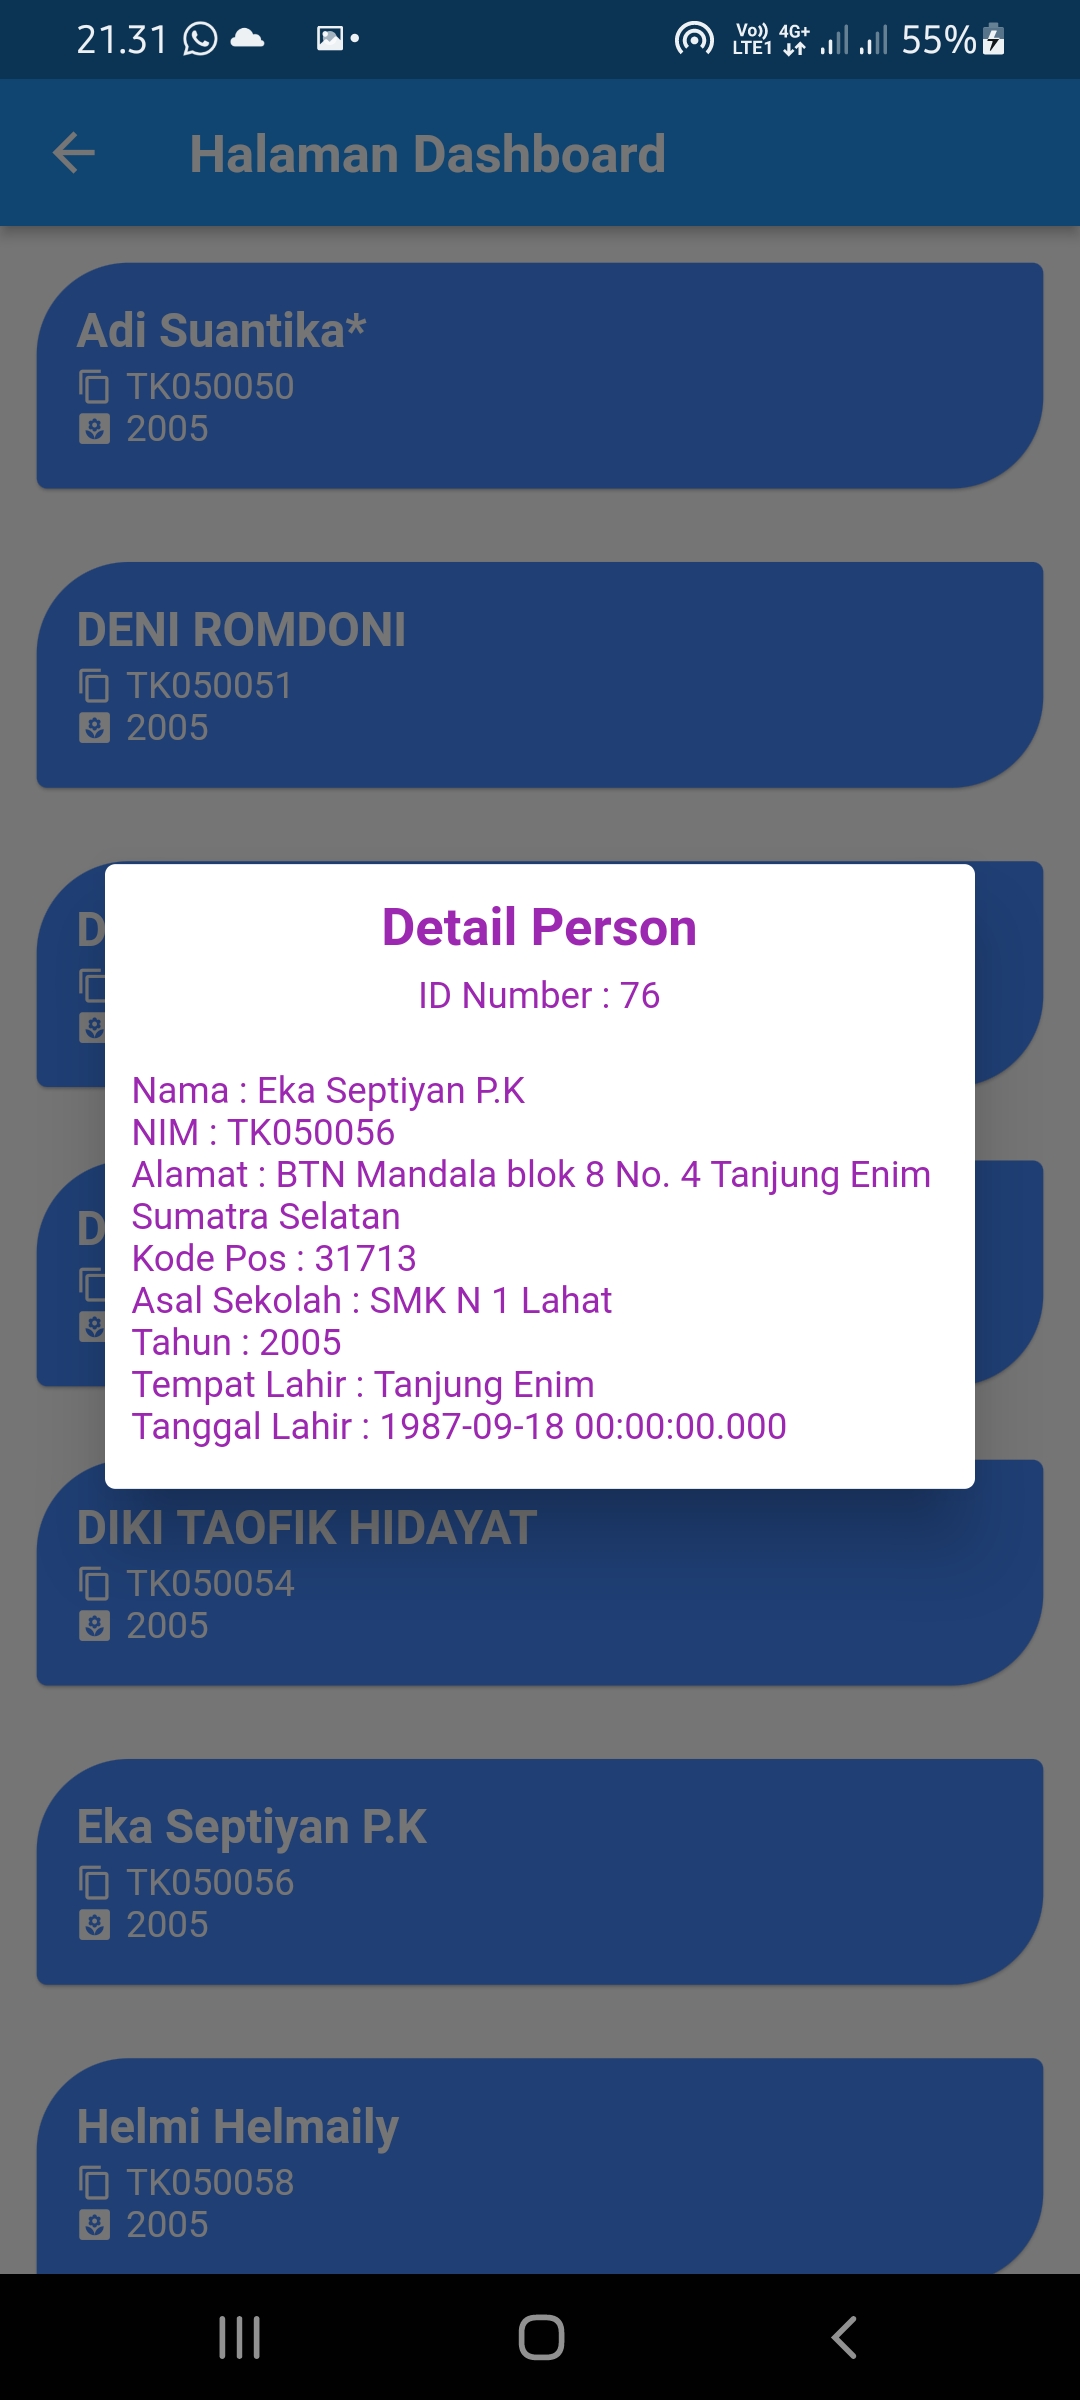 21.31
Vo)) LTE1 4G+ 55%
Halaman Dashboard
Adi Suantika*
TK050050
2005
DENI ROMDONI
TK050051
2005
D
Detail Person
ID Number : 76
Nama : Eka Septiyan P.K
NIM : TK050056
Alamat : BTN Mandala blok 8 No. 4 Tanjung Enim
Sumatra Selatan
Kode Pos : 31713
Asal Sekolah : SMK N 1 Lahat
Tahun : 2005
Tempat Lahir : Tanjung Enim
Tanggal Lahir : 1987-09-18 00:00:00.000
D
DIKI TAOFIK HIDAYAT
TK050054
2005
Eka Septiyan P.K
TK050056
2005
Helmi Helmaily
TK050058
2005